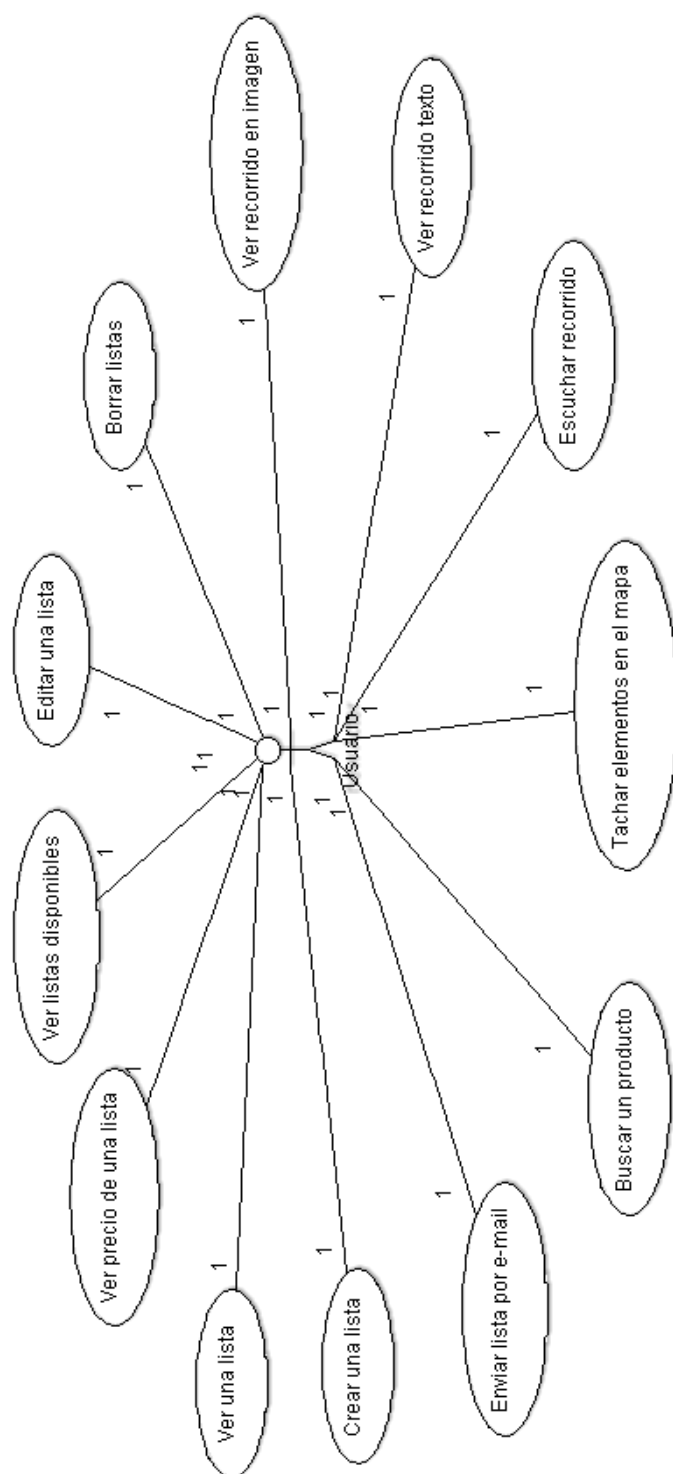 Ver listas disponibles
Editar una lista
1
1
Ver precio de una lista
Borrar listas
1
1
1
1
1
1
1
Ver una lista
1
Ver recorrido en imagen
1
1
1
Crear una lista
1
1
1
1
1
Usuario
1
Ver recorrido texto
1
Enviar lista por e-mail
1
Escuchar recorrido
1
Buscar un producto
1
Tachar elementos en el mapa
1